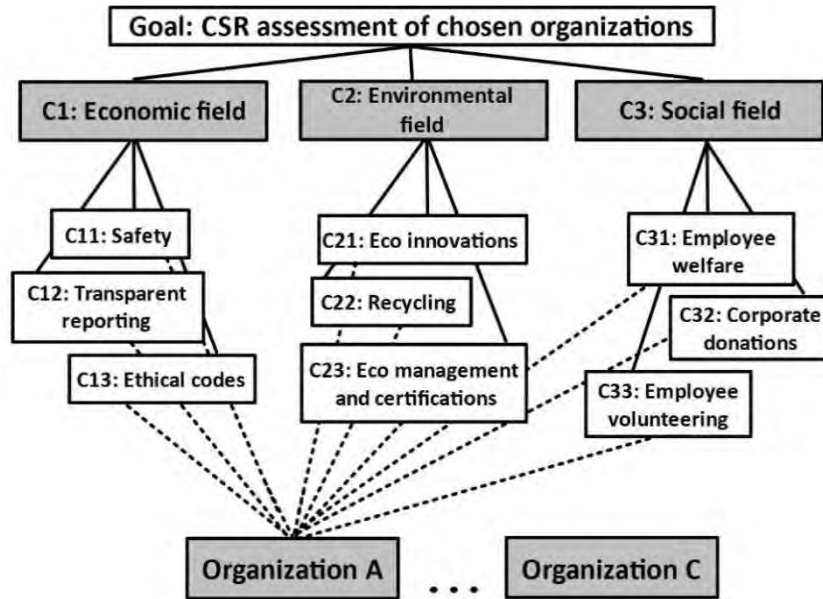 Goal: CSR assessment of chosen organizations
C1: Economic field
C2: Environmental
field
C3: Social field
C11: Safety
C12: Transparent
reporting
C13: Ethical codes
C21: Eco innovations
C22: Recycling
C23: Eco management
and certifications
C31: Employee
welfare
C32: Corporate
donations
C33: Employee
volunteering
Organization A
...
Organization C